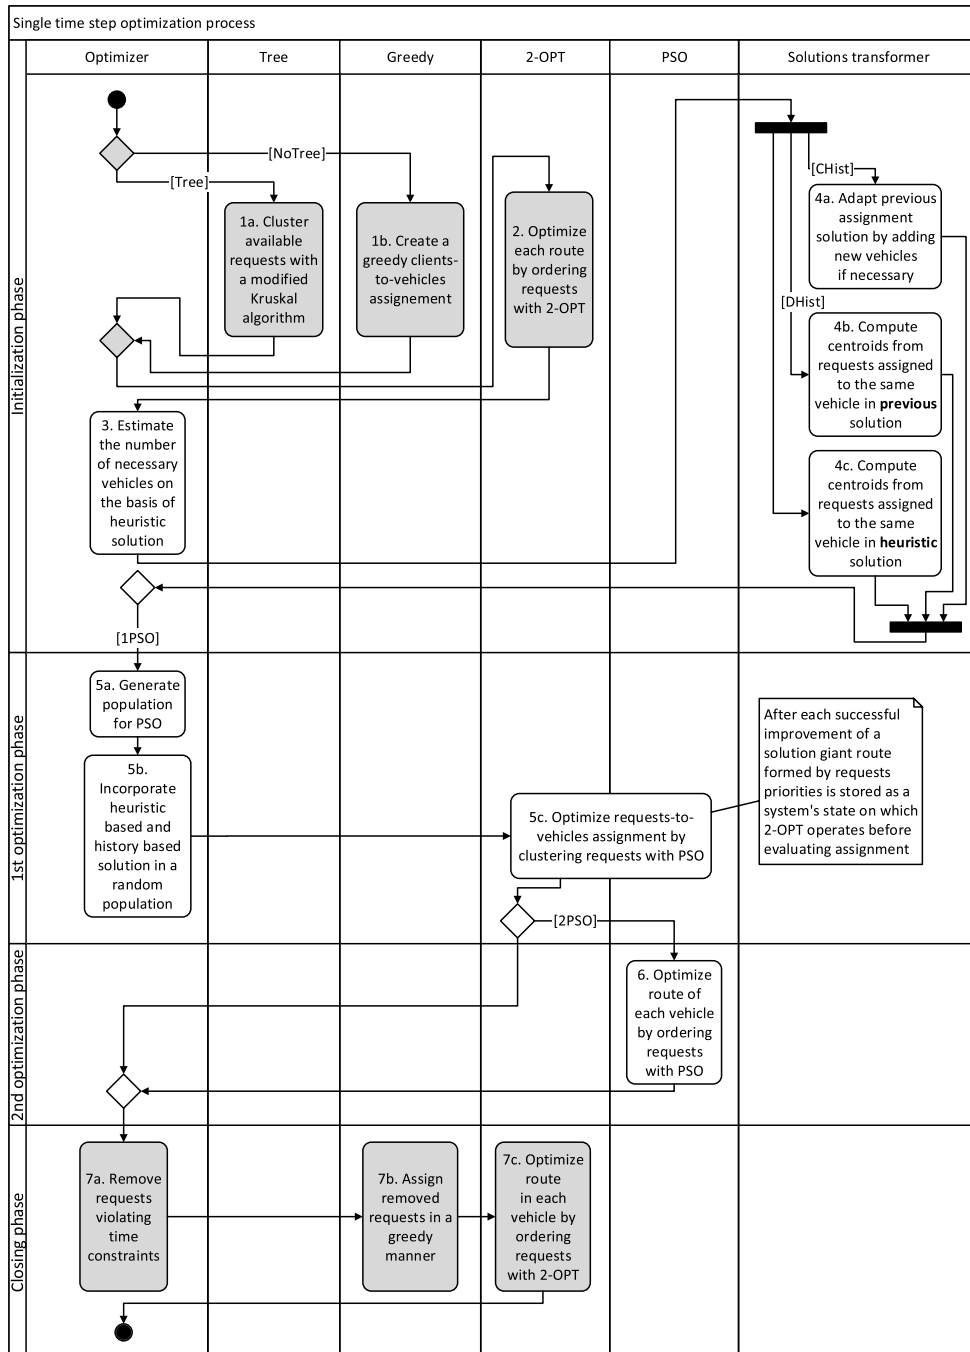 Single time step optimization process
Optimizer
Tree
Greedy
2-OPT
PSO
Solutions transformer
Initialization phase
[NoTree]
[Tree]
1a. Cluster
available
requests with
a modified
Kruskal
algorithm
1b. Create a
greedy clients-
to-vehicles
assignement
2. Optimize
each route
by ordering
requests
with 2-OPT
[CHist]
4a. Adapt previous
assignment
solution by adding
new vehicles
if necessary
[DHist]
4b. Compute
centroids from
requests assigned
to the same
vehicle in previous
solution
3. Estimate
the number
of necessary
vehicles on
the basis of
heuristic
solution
4c. Compute
centroids from
requests assigned
to the same
vehicle in heuristic
solution
[1PSO]
1st optimization phase
5a. Generate
population
for PSO
5b.
Incorporate
heuristic
based and
history based
solution in a
random
population
5c. Optimize requests-to-
vehicles assignment by
clustering requests with PSO
After each successful
improvement of a
solution giant route
formed by requests
priorities is stored as a
system's state on which
2-OPT operates before
evaluating assignment
[2PSO]
2nd optimization phase
6. Optimize
route of
each vehicle
by ordering
requests
with PSO
Closing phase
7a. Remove
requests
violating
time
constraints
7b. Assign
removed
requests in a
greedy
manner
7c. Optimize
route
in each
vehicle by
ordering
requests
with 2-OPT